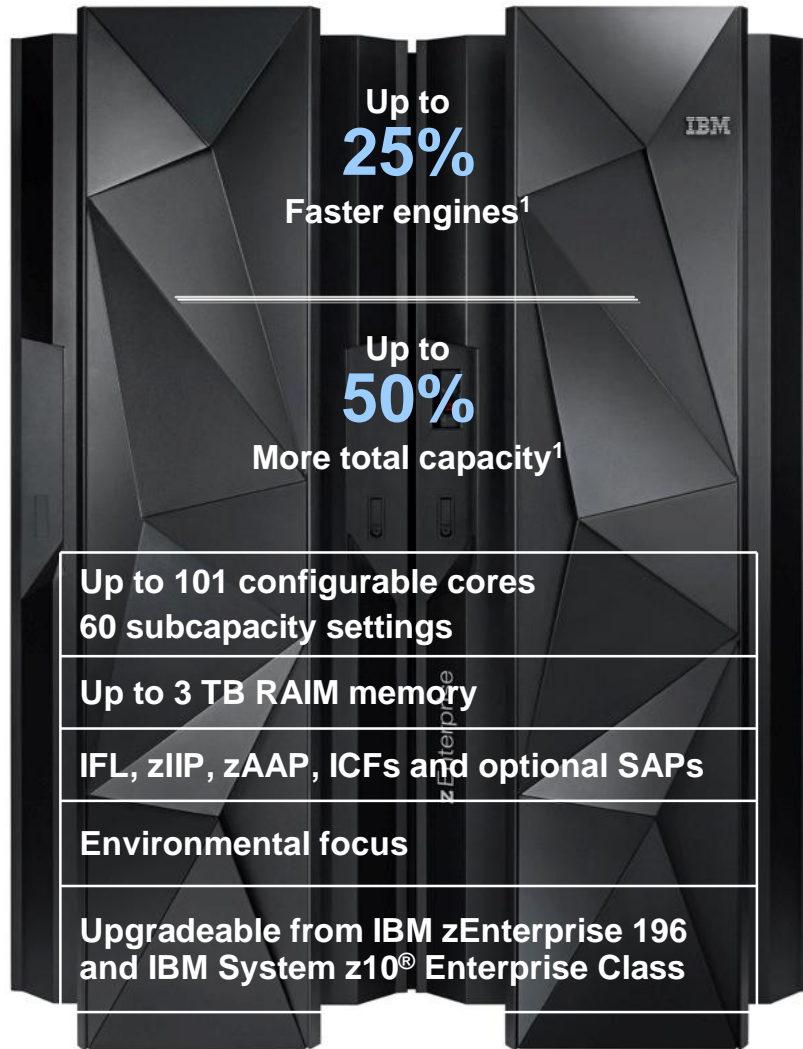 Up to
25%
IBM
Faster engines¹
Up to
50%
More total capacity¹
Up to 101 configurable cores
60 subcapacity settings
Up to 3 TB RAIM memory
zEnterprise
IFL, zIIP, zAAP, ICFs and optional SAPs
Environmental focus
Upgradeable from IBM zEnterprise 196
and IBM System z10® Enterprise Class